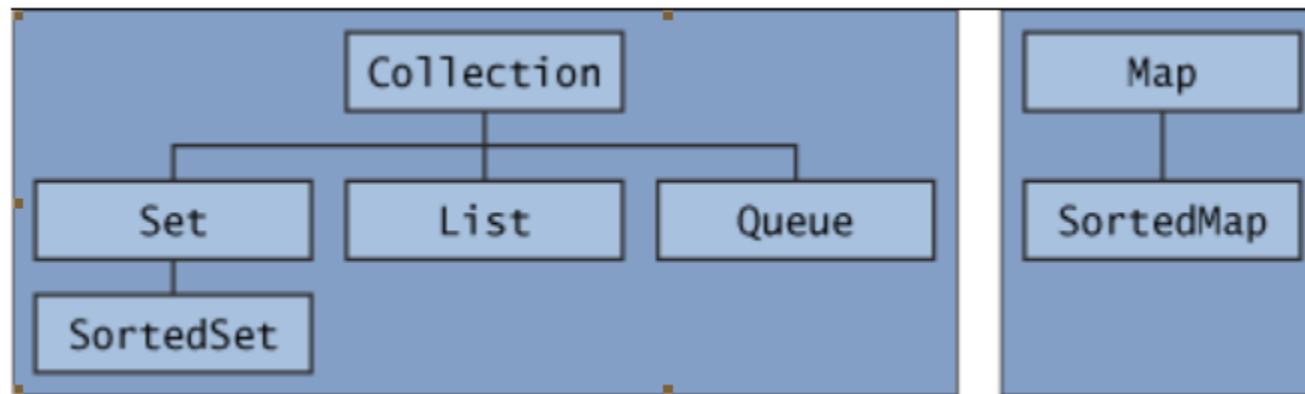 Collection
Map
Set
List
Queue
SortedMap
SortedSet